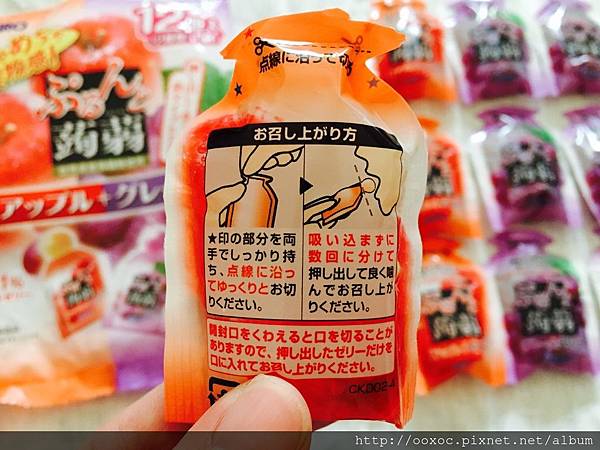 点線に沿って切
お召し上がり方
★印の部分を両
手でしっかり持
ち、点線に沿っ
てゆっくりとお切
りください。
吸い込まずに
数回に分けて
押し出して良く噛
んでお召し上が
りください。
開封口をくわえると口を切ることが
ありますので、押し出したゼリーだけを
口に入れてお召し上がりください。
CKB02-4
ぷるんと
蒟蒻
アップル+グレ
http://ooxoc.pixnet.net/album